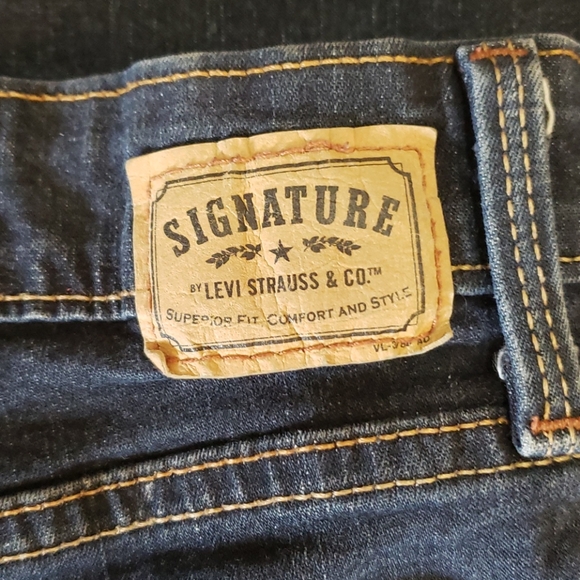 SIGNATURE
BY LEVI STRAUSS & CO.™
SUPERIOR FIT, COMFORT AND STYLE